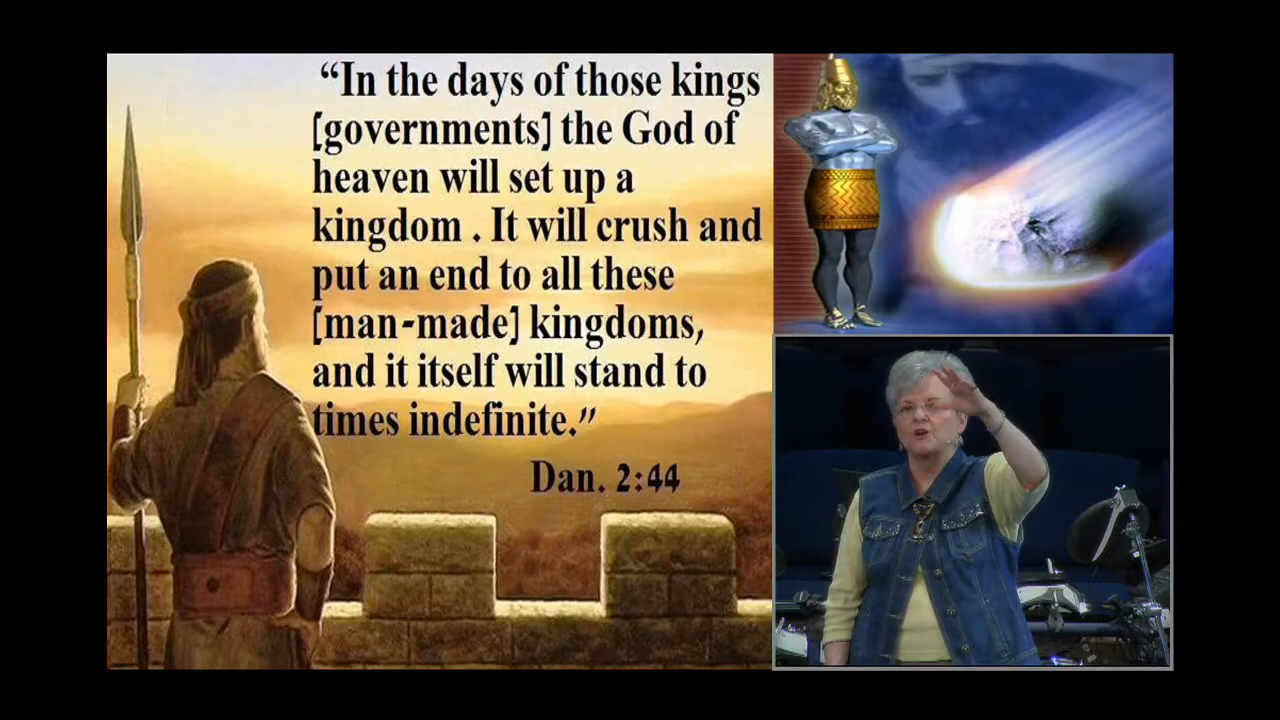 “In the days of those kings
[governments] the God of
heaven will set up a
kingdom . It will crush and
put an end to all these
[man-made] kingdoms,
and it itself will stand to
times indefinite.”
Dan. 2:44